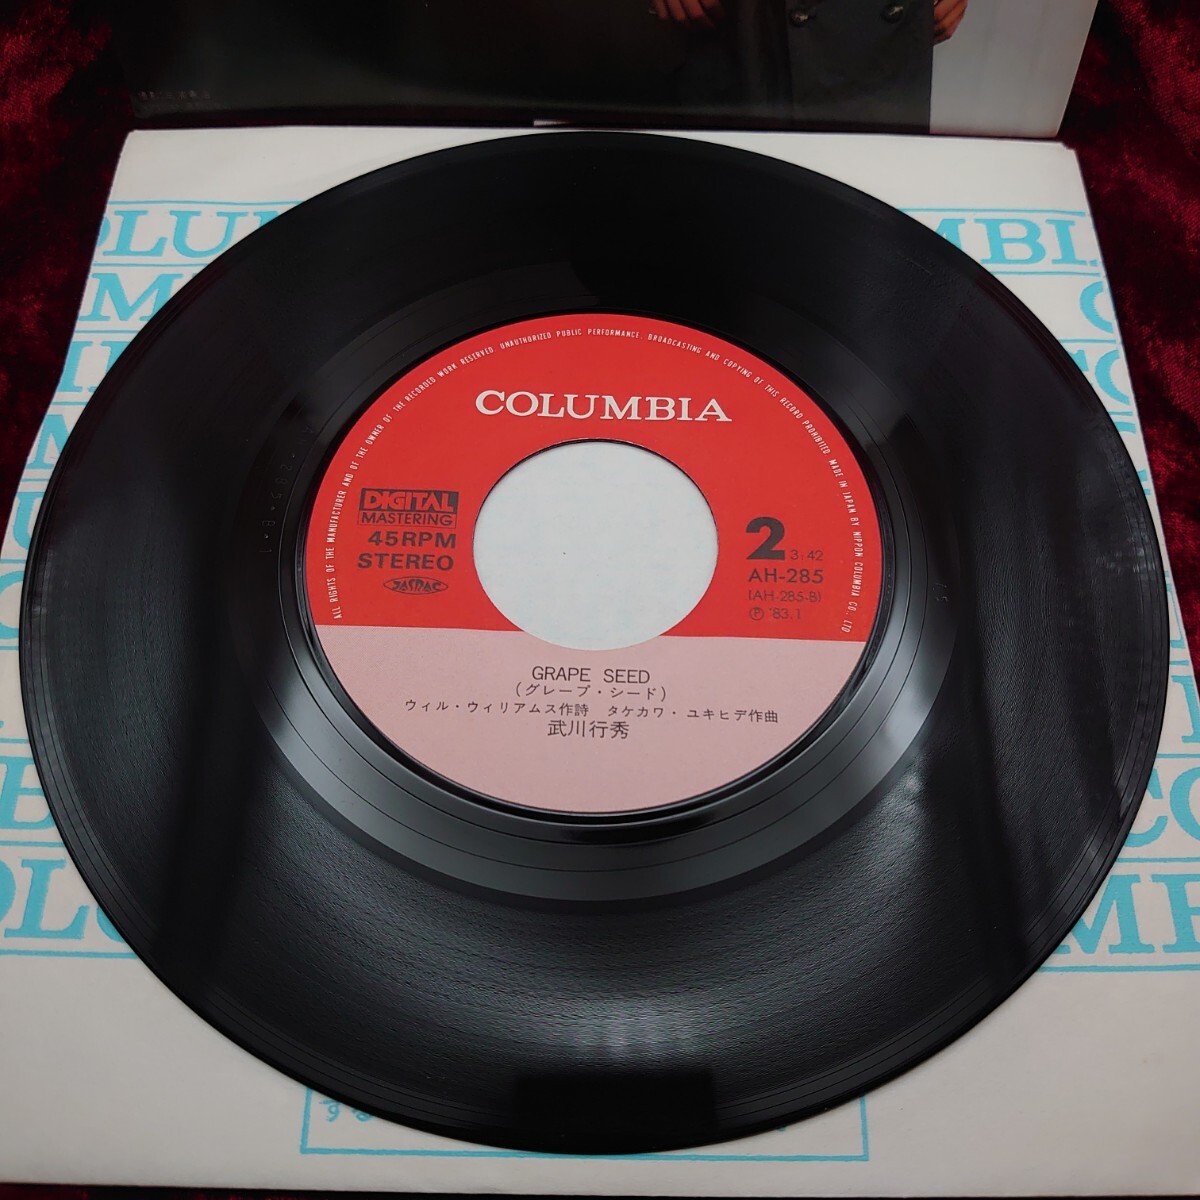 ALL RIGHTS OF THE MANUFACTURER AND OF THE OWNER OF THE RECORDED WORK RESERVED. UNAUTHORIZED PUBLIC PERFORMANCE, BROADCASTING AND COPYING OF THIS RECORD PROHIBITED. MADE IN JAPAN BY NIPPON COLUMBIA CO., LTD.
COLUMBIA
DIGITAL
MASTERING
45RPM
STEREO
JASRAC
2 3:42
AH-285
(AH-285-B)
Ⓟ '83.1
GRAPE SEED
(グレープ・シード)
ウィル・ウィリアムス作詩 タケカワ・ユキヒデ作曲
武川行秀